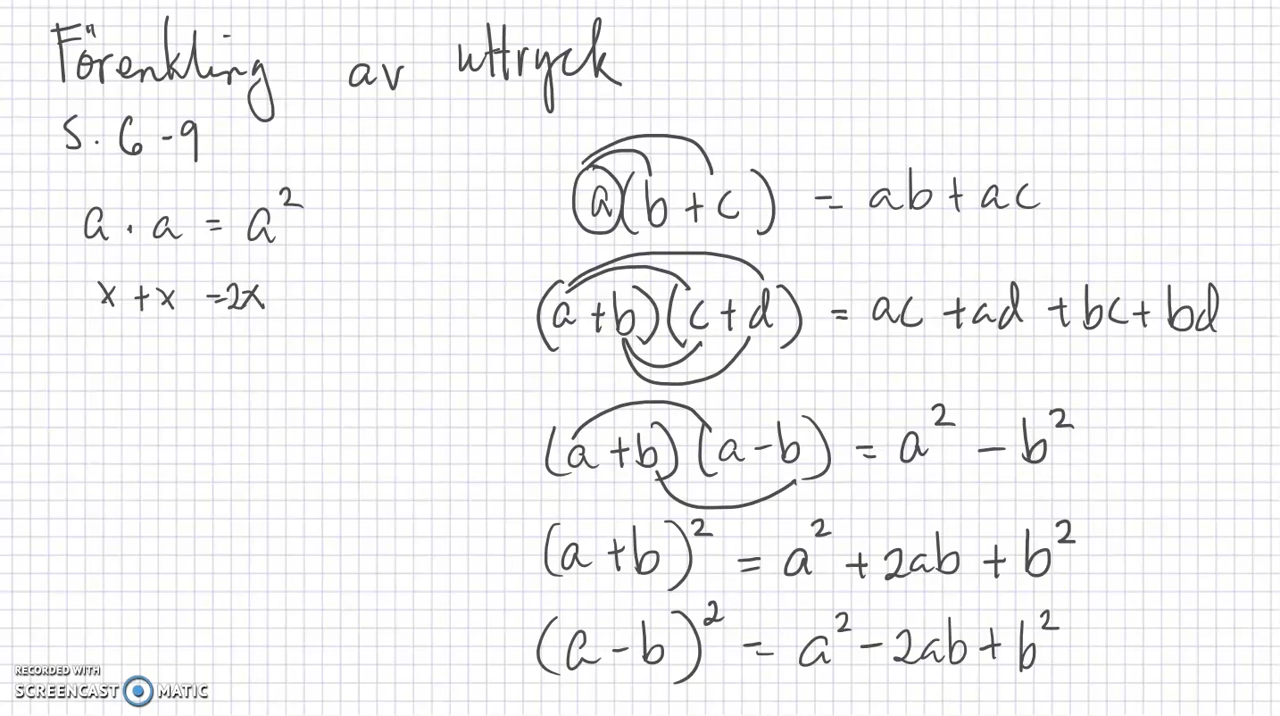 Förenkling av uttryck
S. 6-9
a · a = a²
x + x = 2x
a(b + c) = ab + ac
(a + b)(c + d) = ac + ad + bc + bd
(a + b)(a - b) = a² - b²
(a + b)² = a² + 2ab + b²
(a - b)² = a² - 2ab + b²
RECORDED WITH
SCREENCAST MATIC